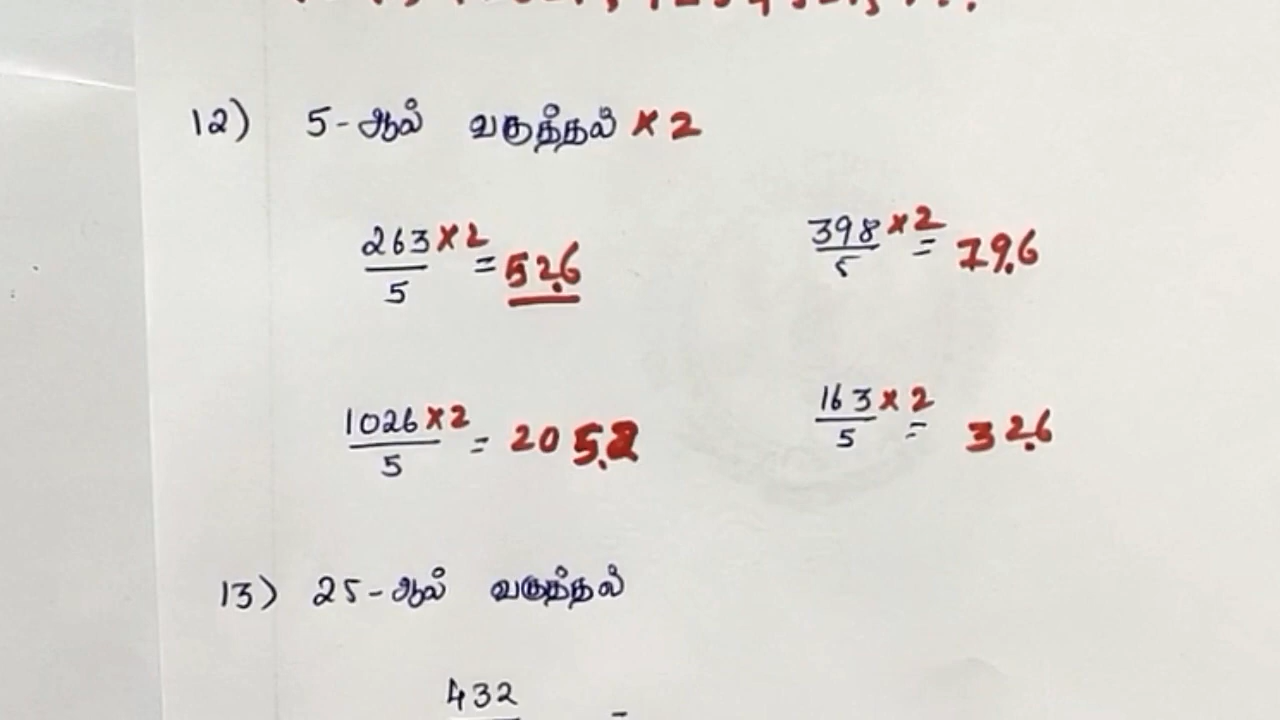 12) 5-ஆல் வகுத்தல் × 2
263 × 2 / 5 = 52.6
398 × 2 / 5 = 79.6
1026 × 2 / 5 = 205.2
163 × 2 / 5 = 32.6
13) 25-ஆல் வகுத்தல்
432 =